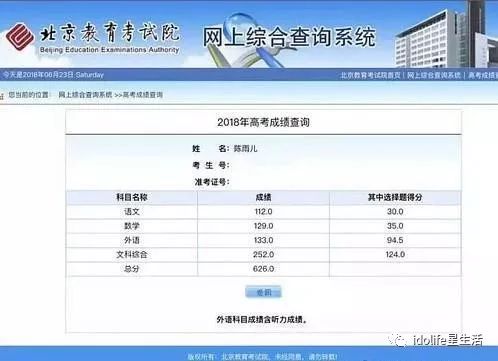 北京教育考试院
Beijing Education Examinations Authority
网上综合查询系统
今天是2018年06月23日 Saturday
北京教育考试院首页 | 网上综合查询系统 | 高考成绩
您当前的位置： 网上综合查询系统 >>高考成绩查询
2018年高考成绩查询
姓 名： 陈雨儿
考 生 号：
准考证号：
科目名称 成绩 其中选择题得分
语文 112.0 30.0
数学 129.0 35.0
外语 133.0 94.5
文科综合 252.0 124.0
总分 626.0
外语科目成绩含听力成绩。
idolife星生活
版权所有：北京教育考试院，未经同意，请勿转载!